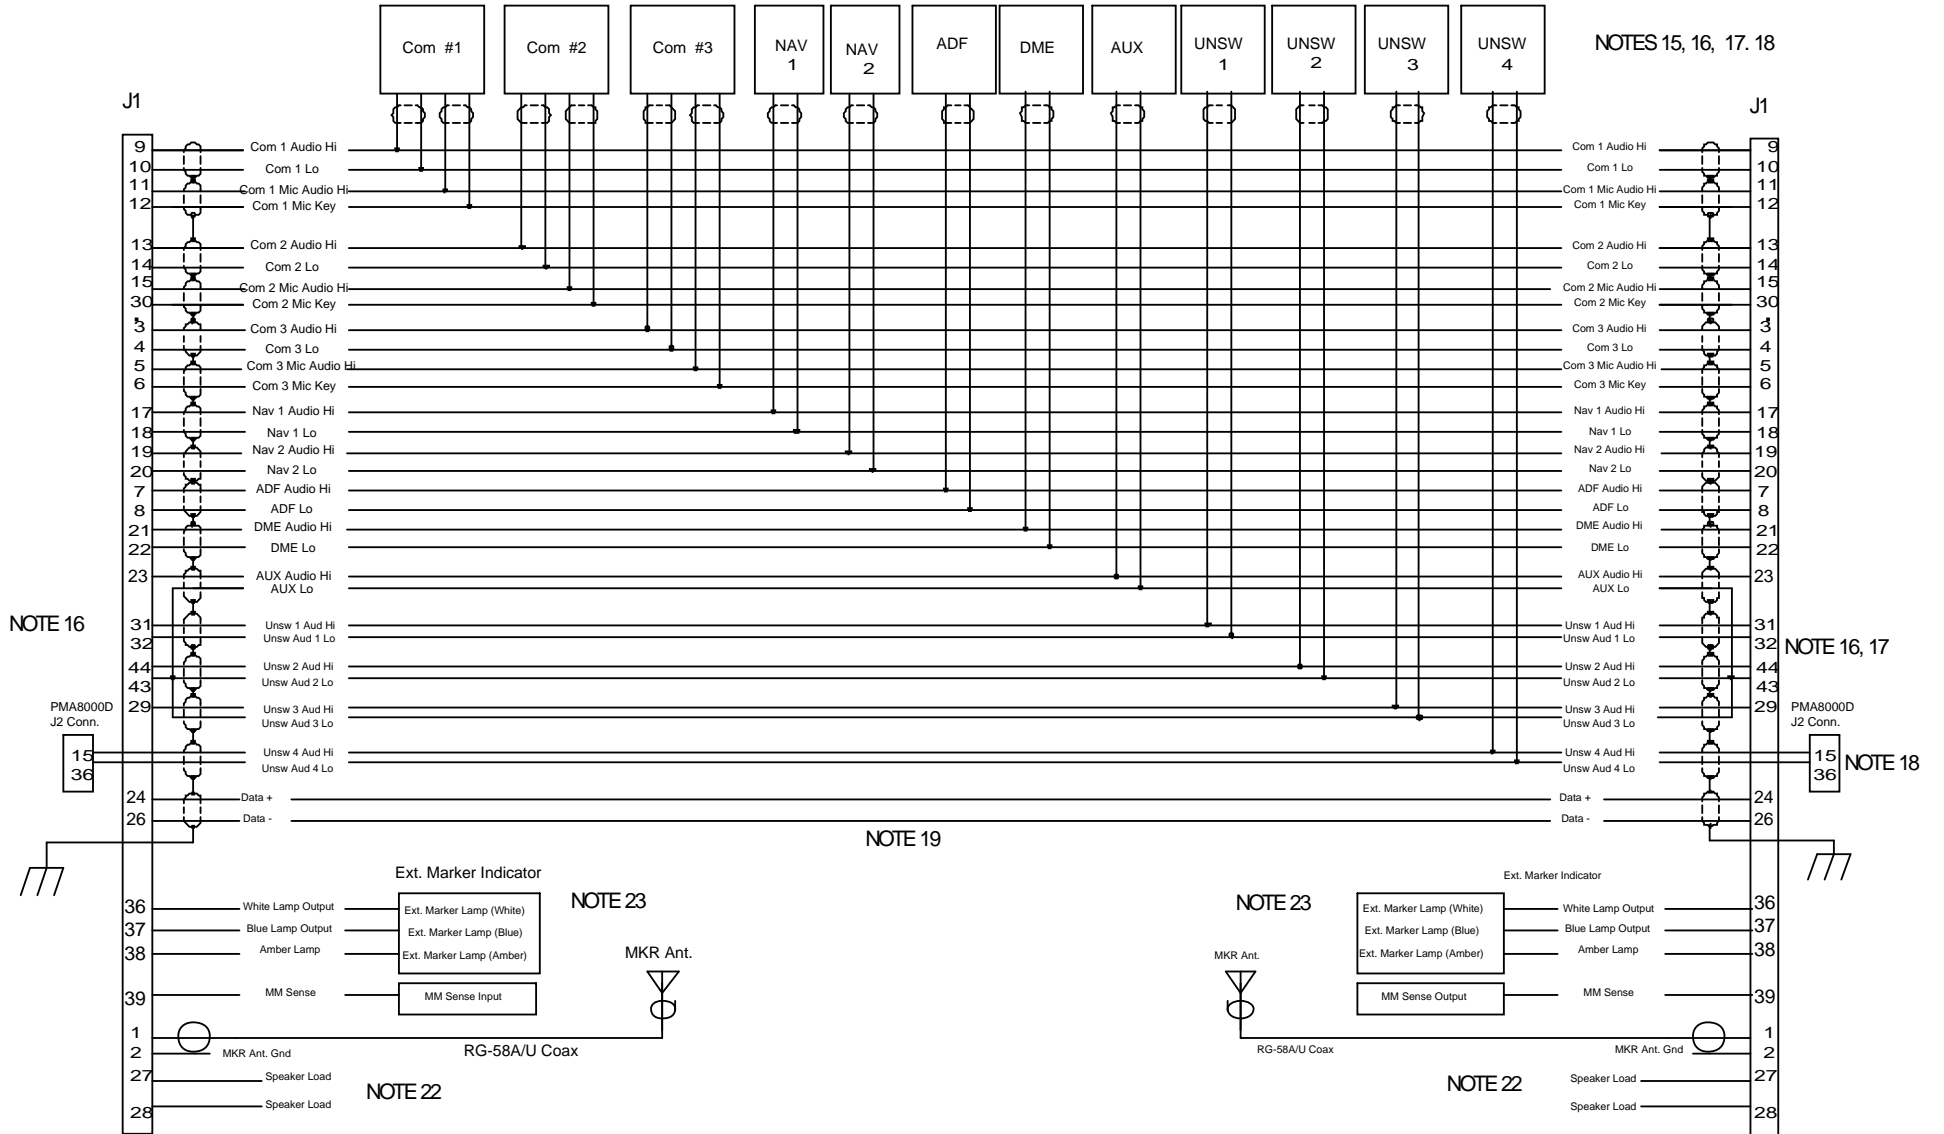 Com #1
Com #2
Com #3
NAV 1
NAV 2
ADF
DME
AUX
UNSW 1
UNSW 2
UNSW 3
UNSW 4
NOTES 15, 16, 17. 18
J1
J1
9 Com 1 Audio Hi Com 1 Audio Hi 9
10 Com 1 Lo Com 1 Lo 10
11 Com 1 Mic Audio Hi Com 1 Mic Audio Hi 11
12 Com 1 Mic Key Com 1 Mic Key 12
13 Com 2 Audio Hi Com 2 Audio Hi 13
14 Com 2 Lo Com 2 Lo 14
15 Com 2 Mic Audio Hi Com 2 Mic Audio Hi 15
30 Com 2 Mic Key Com 2 Mic Key 30
3 Com 3 Audio Hi Com 3 Audio Hi 3
4 Com 3 Lo Com 3 Lo 4
5 Com 3 Mic Audio Hi Com 3 Mic Audio Hi 5
6 Com 3 Mic Key Com 3 Mic Key 6
17 Nav 1 Audio Hi Nav 1 Audio Hi 17
18 Nav 1 Lo Nav 1 Lo 18
19 Nav 2 Audio Hi Nav 2 Audio Hi 19
20 Nav 2 Lo Nav 2 Lo 20
7 ADF Audio Hi ADF Audio Hi 7
8 ADF Lo ADF Lo 8
21 DME Audio Hi DME Audio Hi 21
22 DME Lo DME Lo 22
23 AUX Audio Hi AUX Audio Hi 23
AUX Lo AUX Lo
NOTE 16
31 Unsw 1 Aud Hi Unsw 1 Aud Hi 31
32 Unsw Aud 1 Lo Unsw Aud 1 Lo 32
NOTE 16, 17
44 Unsw 2 Aud Hi Unsw 2 Aud Hi 44
43 Unsw Aud 2 Lo Unsw Aud 2 Lo 43
29 Unsw 3 Aud Hi Unsw 3 Aud Hi 29
Unsw Aud 3 Lo Unsw Aud 3 Lo
PMA8000D
J2 Conn.
PMA8000D
J2 Conn.
15 Unsw 4 Aud Hi Unsw 4 Aud Hi 15
36 Unsw Aud 4 Lo Unsw Aud 4 Lo 36
NOTE 18
24 Data + Data + 24
26 Data - Data - 26
NOTE 19
Ext. Marker Indicator
Ext. Marker Indicator
NOTE 23
NOTE 23
36 White Lamp Output Ext. Marker Lamp (White) Ext. Marker Lamp (White) White Lamp Output 36
37 Blue Lamp Output Ext. Marker Lamp (Blue) Ext. Marker Lamp (Blue) Blue Lamp Output 37
38 Amber Lamp Ext. Marker Lamp (Amber) Ext. Marker Lamp (Amber) Amber Lamp 38
MKR Ant.
MKR Ant.
39 MM Sense MM Sense Input MM Sense Output MM Sense 39
1 1
2 MKR Ant. Gnd RG-58A/U Coax RG-58A/U Coax MKR Ant. Gnd 2
27 Speaker Load Speaker Load 27
NOTE 22
NOTE 22
28 Speaker Load Speaker Load 28